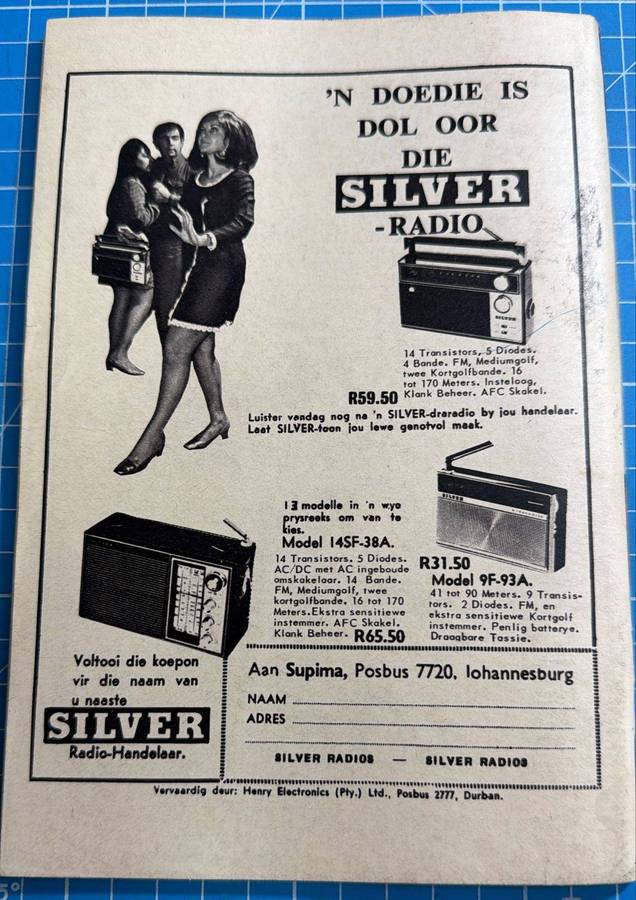 'N DOEDIE IS
DOL OOR
DIE
SILVER
-RADIO
SILVER
14 Transistors, 5 Diodes.
4 Bande. FM, Mediumgolf,
twee Kortgolfbande. 16
tot 170 Meters. Insteloog,
Klank Beheer. AFC Skakel.
R59.50
Luister vandag nog na 'n SILVER-draradio by jou handelaar.
Laat SILVER-toon jou lewe genotvol maak.
SILVER
13 modelle in 'n wye
prysreeks om van te
kies.
Model 14SF-38A.
14 Transistors. 5 Diodes.
AC/DC met AC ingeboude
omskakelaar. 14 Bande.
FM, Mediumgolf, twee
kortgolfbande. 16 tot 170
Meters. Ekstra sensitiewe
instemmer. AFC Skakel.
Klank Beheer. R65.50
R31.50
Model 9F-93A.
41 tot 90 Meters. 9 Transis-
tors. 2 Diodes. FM, en
ekstra sensitiewe Kortgolf
instemmer. Penlig batterye.
Draagbare Tassie.
Voltooi die koepon
vir die naam van
u naaste
SILVER
Radio-Handelaar.
Aan Supima, Posbus 7720, Iohannesburg
NAAM
ADRES
SILVER RADIOS — SILVER RADIOS
Vervaardig deur: Henry Electronics (Pty.) Ltd., Posbus 2777, Durban.